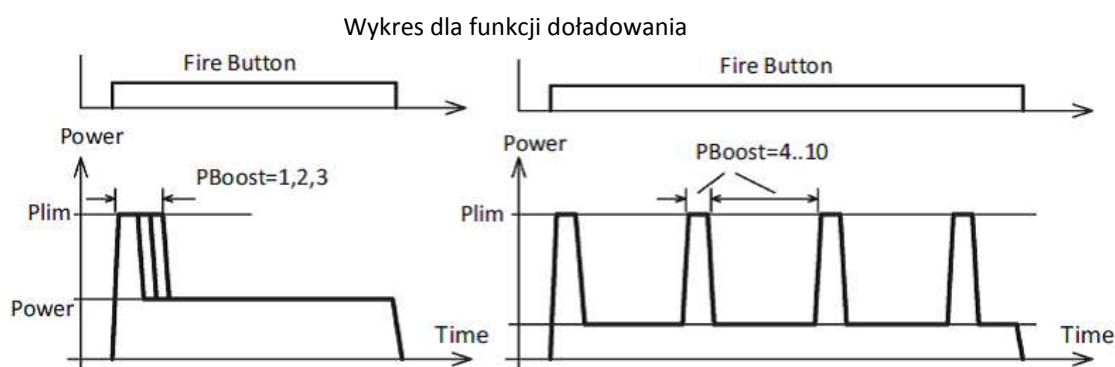 Wykres dla funkcji doładowania
Fire Button
Power
PBoost=1,2,3
Plim
Power
Time
Fire Button
Power
PBoost=4..10
Time